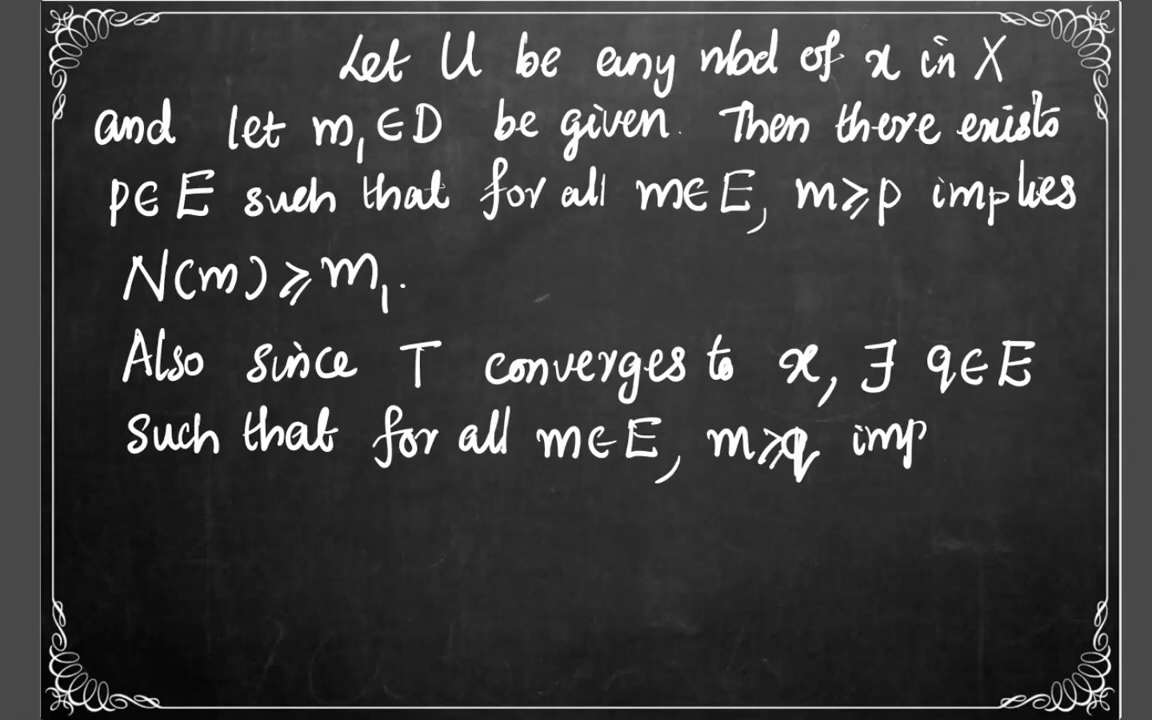 Let U be any nbd of x in X
and let m₁∈D be given. Then there exists
p∈E such that for all m∈E, m⩾p implies
N(m)⩾m₁.
Also since T converges to x, ∃ q∈E
such that for all m∈E, m⩾q imp